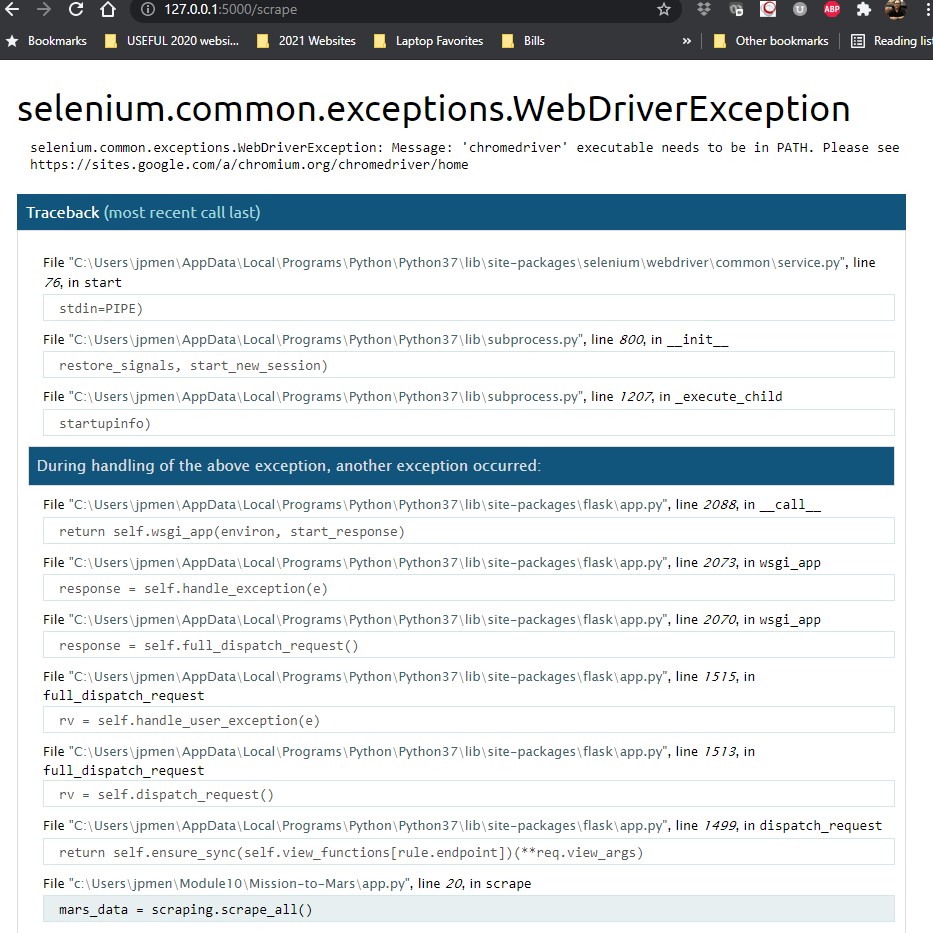 127.0.0.1:5000/scrape
ABP
Bookmarks
USEFUL 2020 websi...
2021 Websites
Laptop Favorites
Bills
»
Other bookmarks
Reading lis
selenium.common.exceptions.WebDriverException
selenium.common.exceptions.WebDriverException: Message: 'chromedriver' executable needs to be in PATH. Please see
https://sites.google.com/a/chromium.org/chromedriver/home
Traceback (most recent call last)
File "C:\Users\jpmen\AppData\Local\Programs\Python\Python37\lib\site-packages\selenium\webdriver\common\service.py", line
76, in start
stdin=PIPE)
File "C:\Users\jpmen\AppData\Local\Programs\Python\Python37\lib\subprocess.py", line 800, in __init__
restore_signals, start_new_session)
File "C:\Users\jpmen\AppData\Local\Programs\Python\Python37\lib\subprocess.py", line 1207, in _execute_child
startupinfo)
During handling of the above exception, another exception occurred:
File "C:\Users\jpmen\AppData\Local\Programs\Python\Python37\lib\site-packages\flask\app.py", line 2088, in __call__
return self.wsgi_app(environ, start_response)
File "C:\Users\jpmen\AppData\Local\Programs\Python\Python37\lib\site-packages\flask\app.py", line 2073, in wsgi_app
response = self.handle_exception(e)
File "C:\Users\jpmen\AppData\Local\Programs\Python\Python37\lib\site-packages\flask\app.py", line 2070, in wsgi_app
response = self.full_dispatch_request()
File "C:\Users\jpmen\AppData\Local\Programs\Python\Python37\lib\site-packages\flask\app.py", line 1515, in
full_dispatch_request
rv = self.handle_user_exception(e)
File "C:\Users\jpmen\AppData\Local\Programs\Python\Python37\lib\site-packages\flask\app.py", line 1513, in
full_dispatch_request
rv = self.dispatch_request()
File "C:\Users\jpmen\AppData\Local\Programs\Python\Python37\lib\site-packages\flask\app.py", line 1499, in dispatch_request
return self.ensure_sync(self.view_functions[rule.endpoint])(**req.view_args)
File "c:\Users\jpmen\Module10\Mission-to-Mars\app.py", line 20, in scrape
mars_data = scraping.scrape_all()